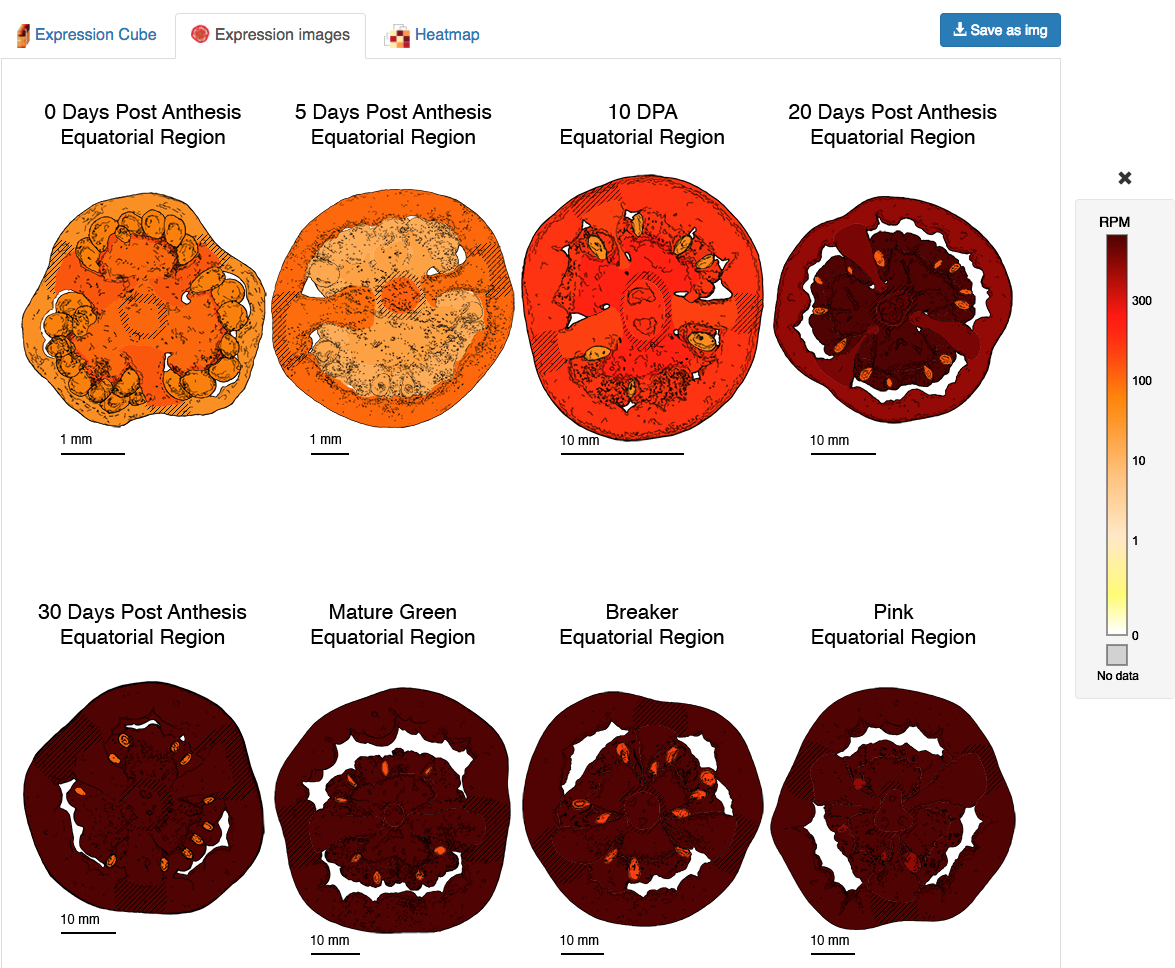 Expression Cube
Expression images
Heatmap
Save as img
0 Days Post Anthesis
Equatorial Region
5 Days Post Anthesis
Equatorial Region
10 DPA
Equatorial Region
20 Days Post Anthesis
Equatorial Region
1 mm
1 mm
10 mm
10 mm
30 Days Post Anthesis
Equatorial Region
Mature Green
Equatorial Region
Breaker
Equatorial Region
Pink
Equatorial Region
10 mm
10 mm
10 mm
10 mm
RPM
300
100
10
1
0
No data